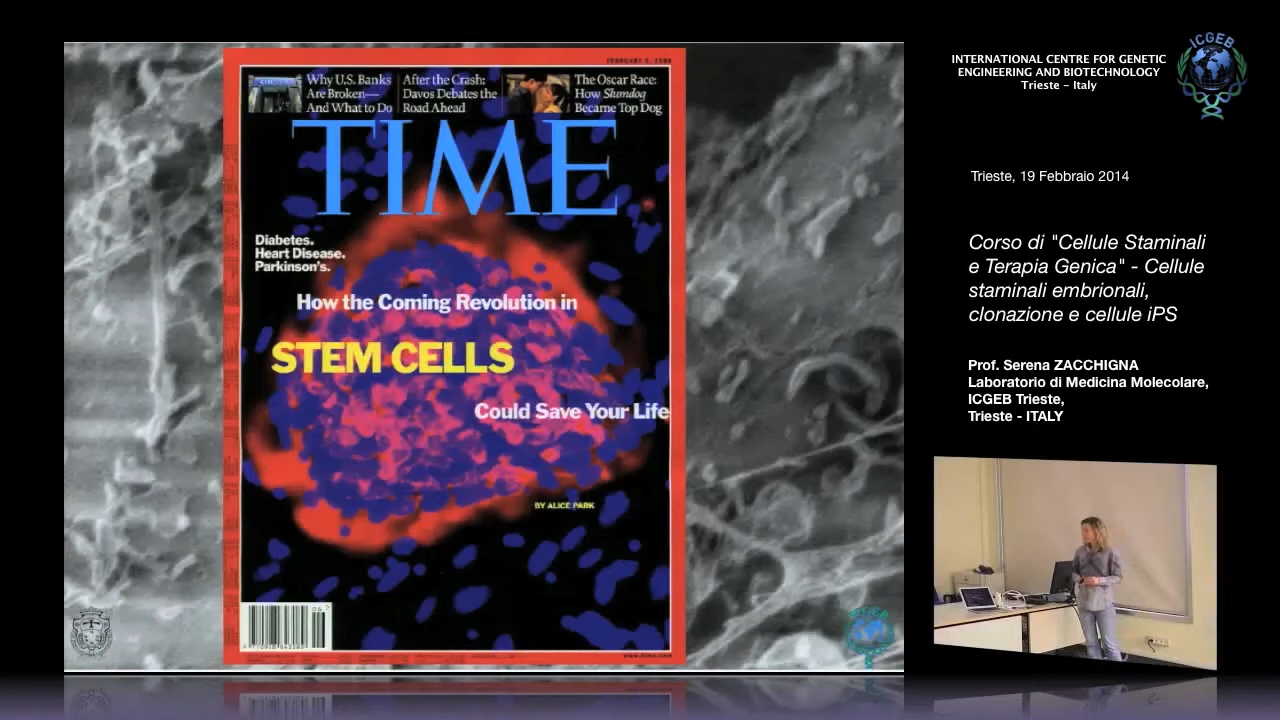 FEBRUARY 9, 2009
Why U.S. Banks
Are Broken—
And What to Do
After the Crash:
Davos Debates the
Road Ahead
The Oscar Race:
How Slumdog
Became Top Dog
TIME
Diabetes.
Heart Disease.
Parkinson's.
How the Coming Revolution in
STEM CELLS
Could Save Your Life
BY ALICE PARK
www.time.com
INTERNATIONAL CENTRE FOR GENETIC
ENGINEERING AND BIOTECHNOLOGY
Trieste - Italy
ICGEB
Trieste, 19 Febbraio 2014
Corso di "Cellule Staminali
e Terapia Genica" - Cellule
staminali embrionali,
clonazione e cellule iPS
Prof. Serena ZACCHIGNA
Laboratorio di Medicina Molecolare,
ICGEB Trieste,
Trieste - ITALY